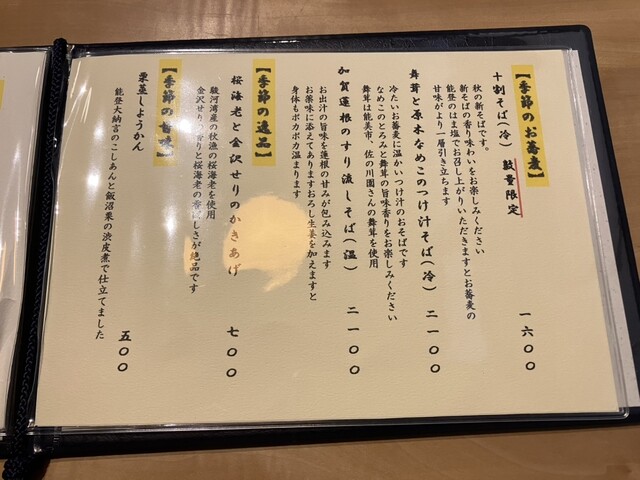 【季節のお蕎麦】
十割そば(冷) 数量限定
一六〇〇
秋の新そばです。
新そばの香り味わいをお楽しみください
能登のはま塩でお召し上がりいただきますとお蕎麦の
甘味がより一層引き立ちます
舞茸と原木なめこのつけ汁そば(冷)
二一〇〇
冷たいお蕎麦に温かいつけ汁のおそばです
なめこのとろみと舞茸の旨味香りをお楽しみください
舞茸は能美市、佐の川園さんの舞茸を使用
加賀蓮根のすり流しそば(温)
二一〇〇
お出汁の旨味を蓮根の甘みが包み込みます
お薬味に添えてありますおろし生姜を加えますと
身体もポカポカ温まります
【季節の逸品】
桜海老と金沢せりのかきあげ
七〇〇
駿河湾産の秋漁の桜海老を使用
金沢せりの香りと桜海老の香ばしさが絶品です
【季節の甘味】
栗蒸しようかん
五〇〇
能登大納言のこしあんと飯沼栗の渋皮煮で仕立てました